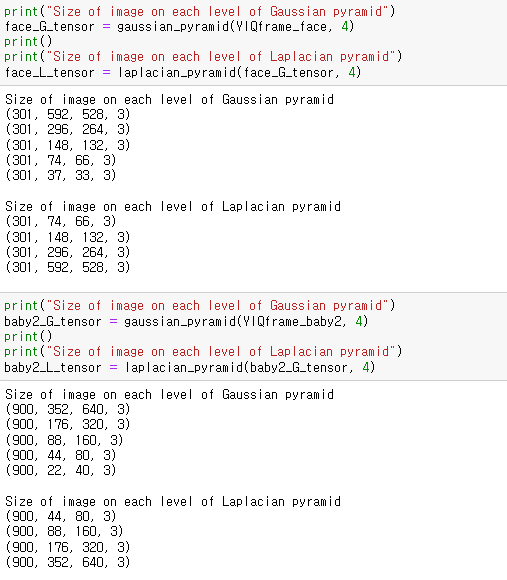 print("Size of image on each level of Gaussian pyramid")
face_G_tensor = gaussian_pyramid(YIQframe_face, 4)
print()
print("Size of image on each level of Laplacian pyramid")
face_L_tensor = laplacian_pyramid(face_G_tensor, 4)
Size of image on each level of Gaussian pyramid
(301, 592, 528, 3)
(301, 296, 264, 3)
(301, 148, 132, 3)
(301, 74, 66, 3)
(301, 37, 33, 3)
Size of image on each level of Laplacian pyramid
(301, 74, 66, 3)
(301, 148, 132, 3)
(301, 296, 264, 3)
(301, 592, 528, 3)
print("Size of image on each level of Gaussian pyramid")
baby2_G_tensor = gaussian_pyramid(YIQframe_baby2, 4)
print()
print("Size of image on each level of Laplacian pyramid")
baby2_L_tensor = laplacian_pyramid(baby2_G_tensor, 4)
Size of image on each level of Gaussian pyramid
(900, 352, 640, 3)
(900, 176, 320, 3)
(900, 88, 160, 3)
(900, 44, 80, 3)
(900, 22, 40, 3)
Size of image on each level of Laplacian pyramid
(900, 44, 80, 3)
(900, 88, 160, 3)
(900, 176, 320, 3)
(900, 352, 640, 3)